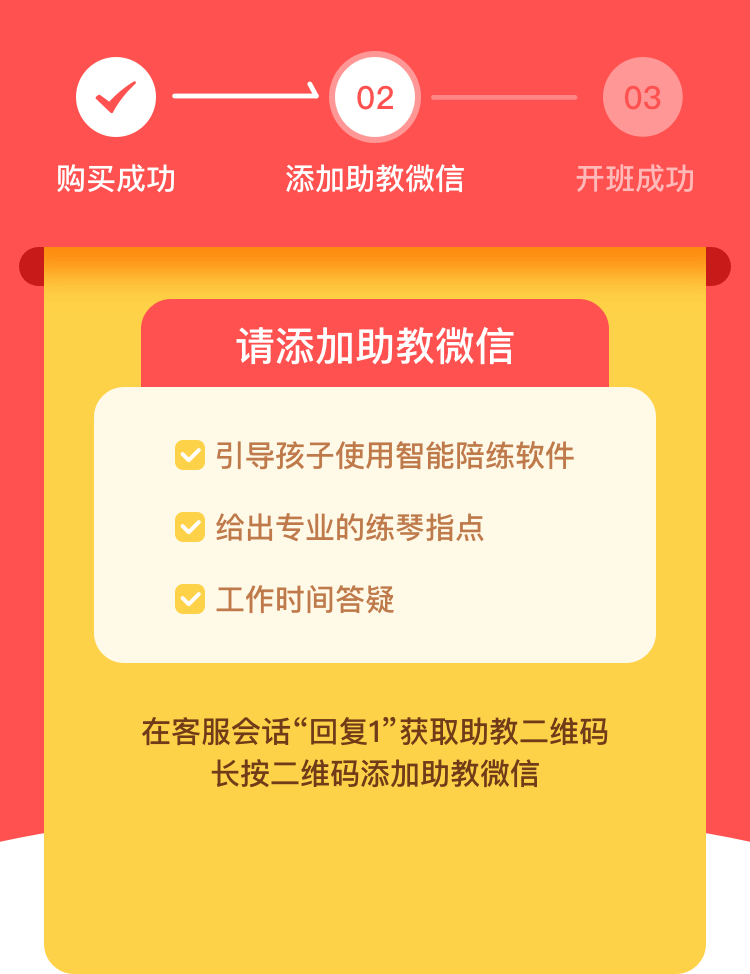 02
03
购买成功
添加助教微信
开班成功
请添加助教微信
引导孩子使用智能陪练软件
给出专业的练琴指点
工作时间答疑
在客服会话“回复1”获取助教二维码
长按二维码添加助教微信